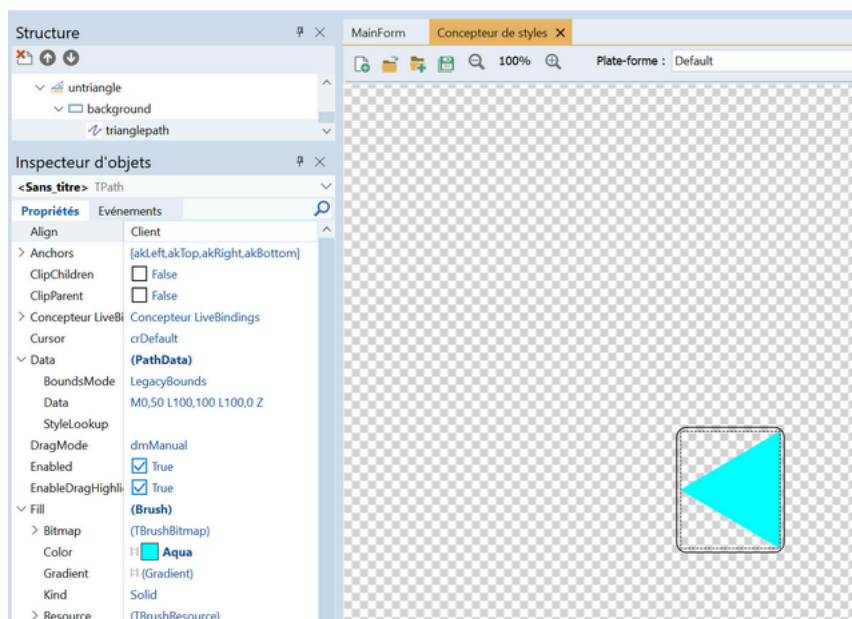 Structure
MainForm
Concepteur de styles
100%
Plate-forme :
Default
untriangle
background
trianglepath
Inspecteur d'objets
<Sans_titre> TPath
Propriétés
Evénements
Align Client
Anchors [akLeft,akTop,akRight,akBottom]
ClipChildren False
ClipParent False
Concepteur LiveBi Concepteur LiveBindings
Cursor crDefault
Data (PathData)
BoundsMode LegacyBounds
Data M0,50 L100,100 L100,0 Z
StyleLookup
DragMode dmManual
Enabled True
EnableDragHighli True
Fill (Brush)
Bitmap (TBrushBitmap)
Color Aqua
Gradient (Gradient)
Kind Solid
Resource (TBrushResource)